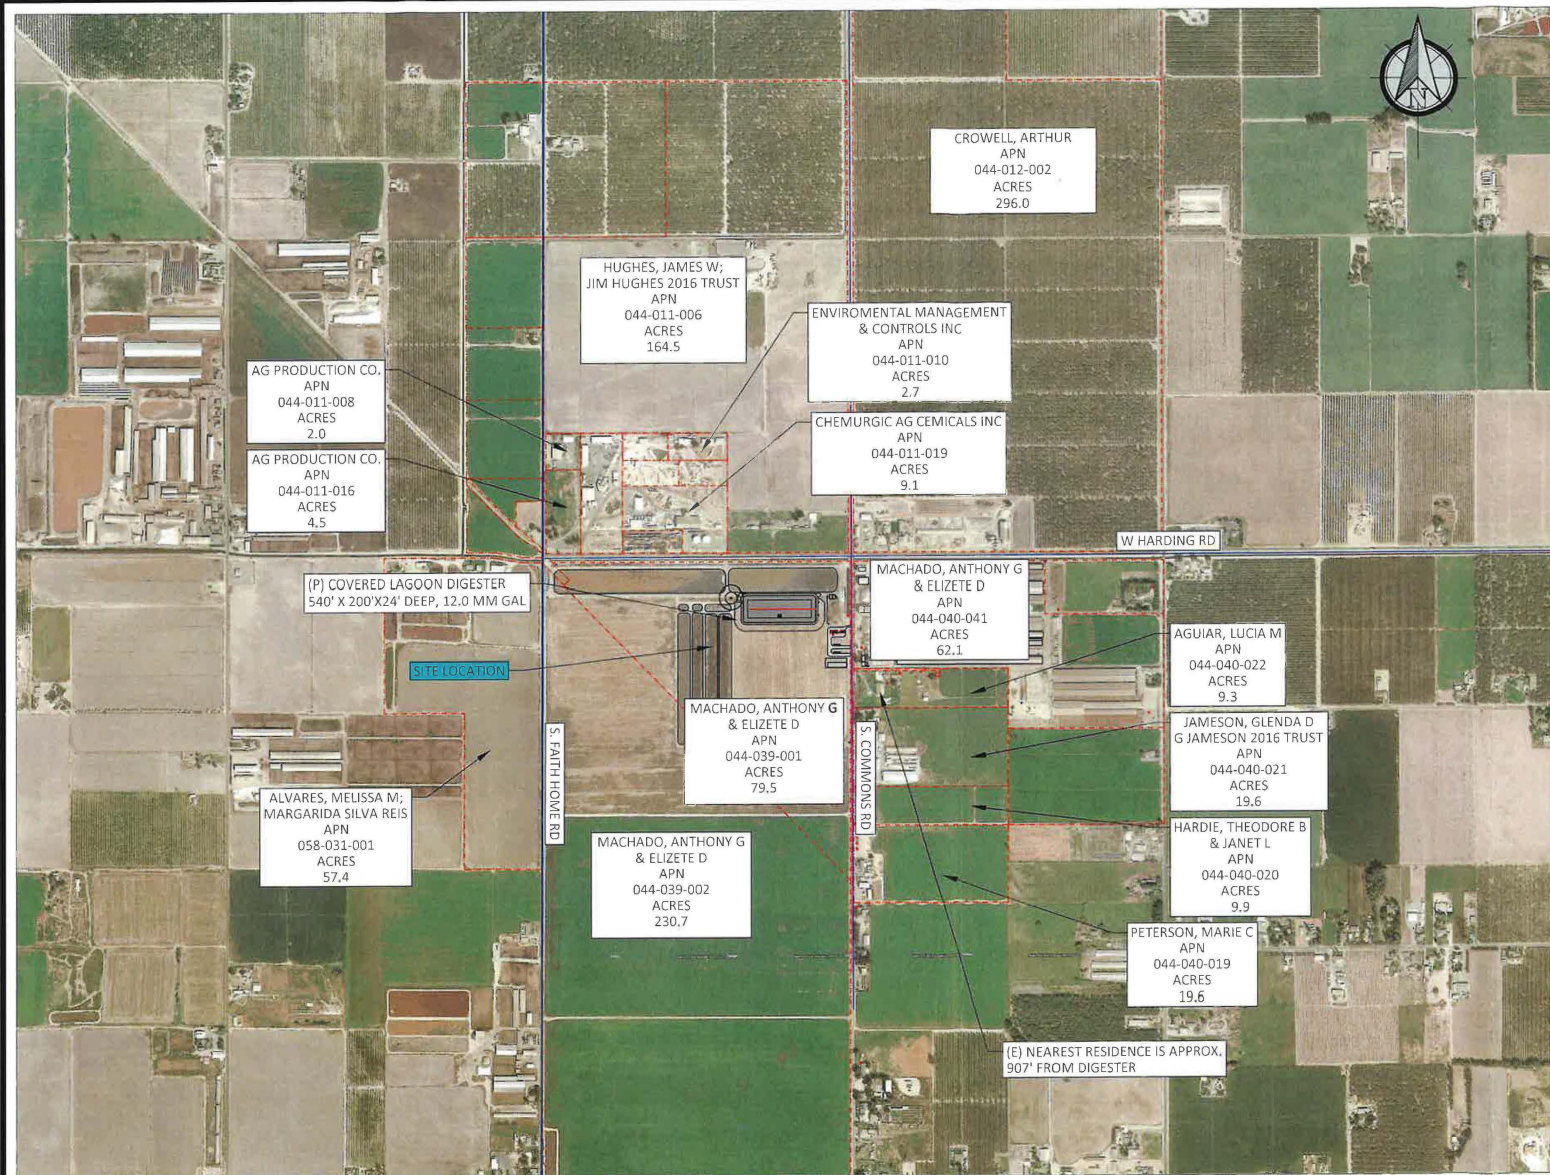 N
CROWELL, ARTHUR
APN
044-012-002
ACRES
296.0
HUGHES, JAMES W;
JIM HUGHES 2016 TRUST
APN
044-011-006
ACRES
164.5
ENVIROMENTAL MANAGEMENT
& CONTROLS INC
APN
044-011-010
ACRES
2.7
AG PRODUCTION CO.
APN
044-011-008
ACRES
2.0
CHEMURGIC AG CEMICALS INC
APN
044-011-019
ACRES
9.1
AG PRODUCTION CO.
APN
044-011-016
ACRES
4.5
W HARDING RD
(P) COVERED LAGOON DIGESTER
540' X 200'X24' DEEP, 12.0 MM GAL
MACHADO, ANTHONY G
& ELIZETE D
APN
044-040-041
ACRES
62.1
SITE LOCATION
AGUIAR, LUCIA M
APN
044-040-022
ACRES
9.3
MACHADO, ANTHONY G
& ELIZETE D
APN
044-039-001
ACRES
79.5
JAMESON, GLENDA D
G JAMESON 2016 TRUST
APN
044-040-021
ACRES
19.6
S. FAITH HOME RD
S. COMMONS RD
ALVARES, MELISSA M;
MARGARIDA SILVA REIS
APN
058-031-001
ACRES
57.4
HARDIE, THEODORE B
& JANET L
APN
044-040-020
ACRES
9.9
MACHADO, ANTHONY G
& ELIZETE D
APN
044-039-002
ACRES
230.7
PETERSON, MARIE C
APN
044-040-019
ACRES
19.6
(E) NEAREST RESIDENCE IS APPROX.
907' FROM DIGESTER